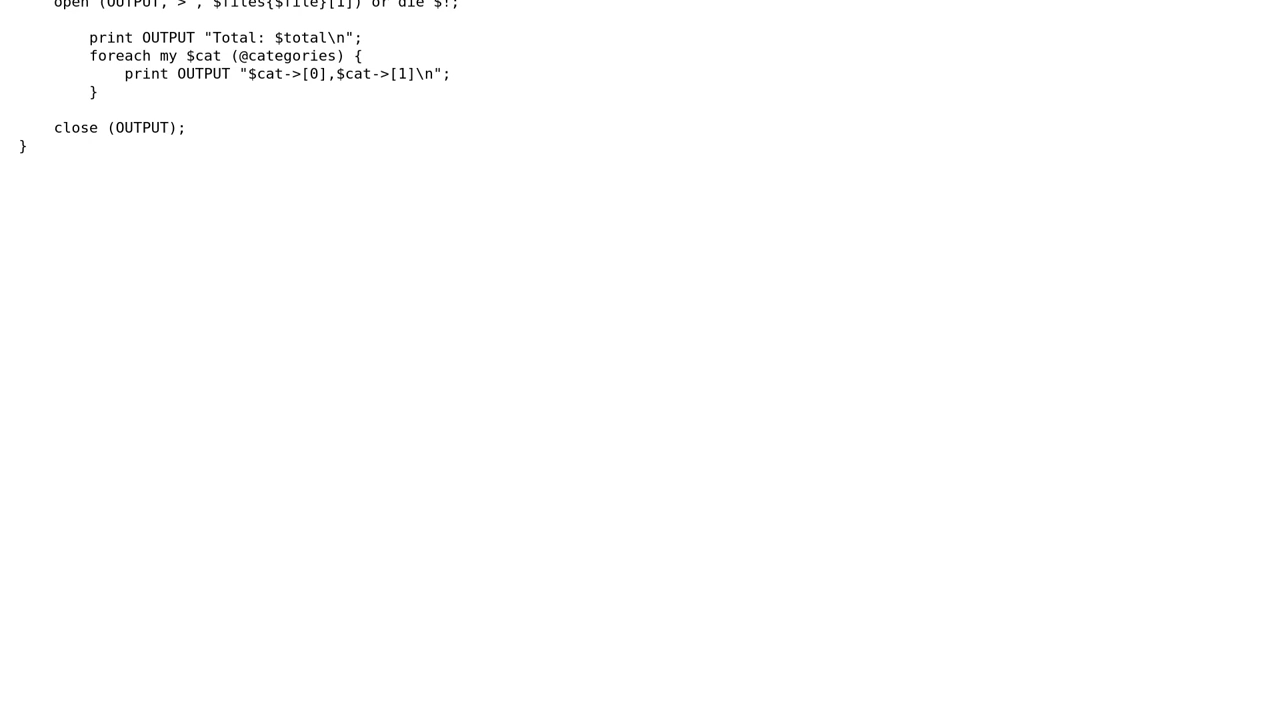 open (OUTPUT, ">", $files{$file}[1]) or die $!;
print OUTPUT "Total: $total\n";
foreach my $cat (@categories) {
print OUTPUT "$cat->[0],$cat->[1]\n";
}
close (OUTPUT);
}